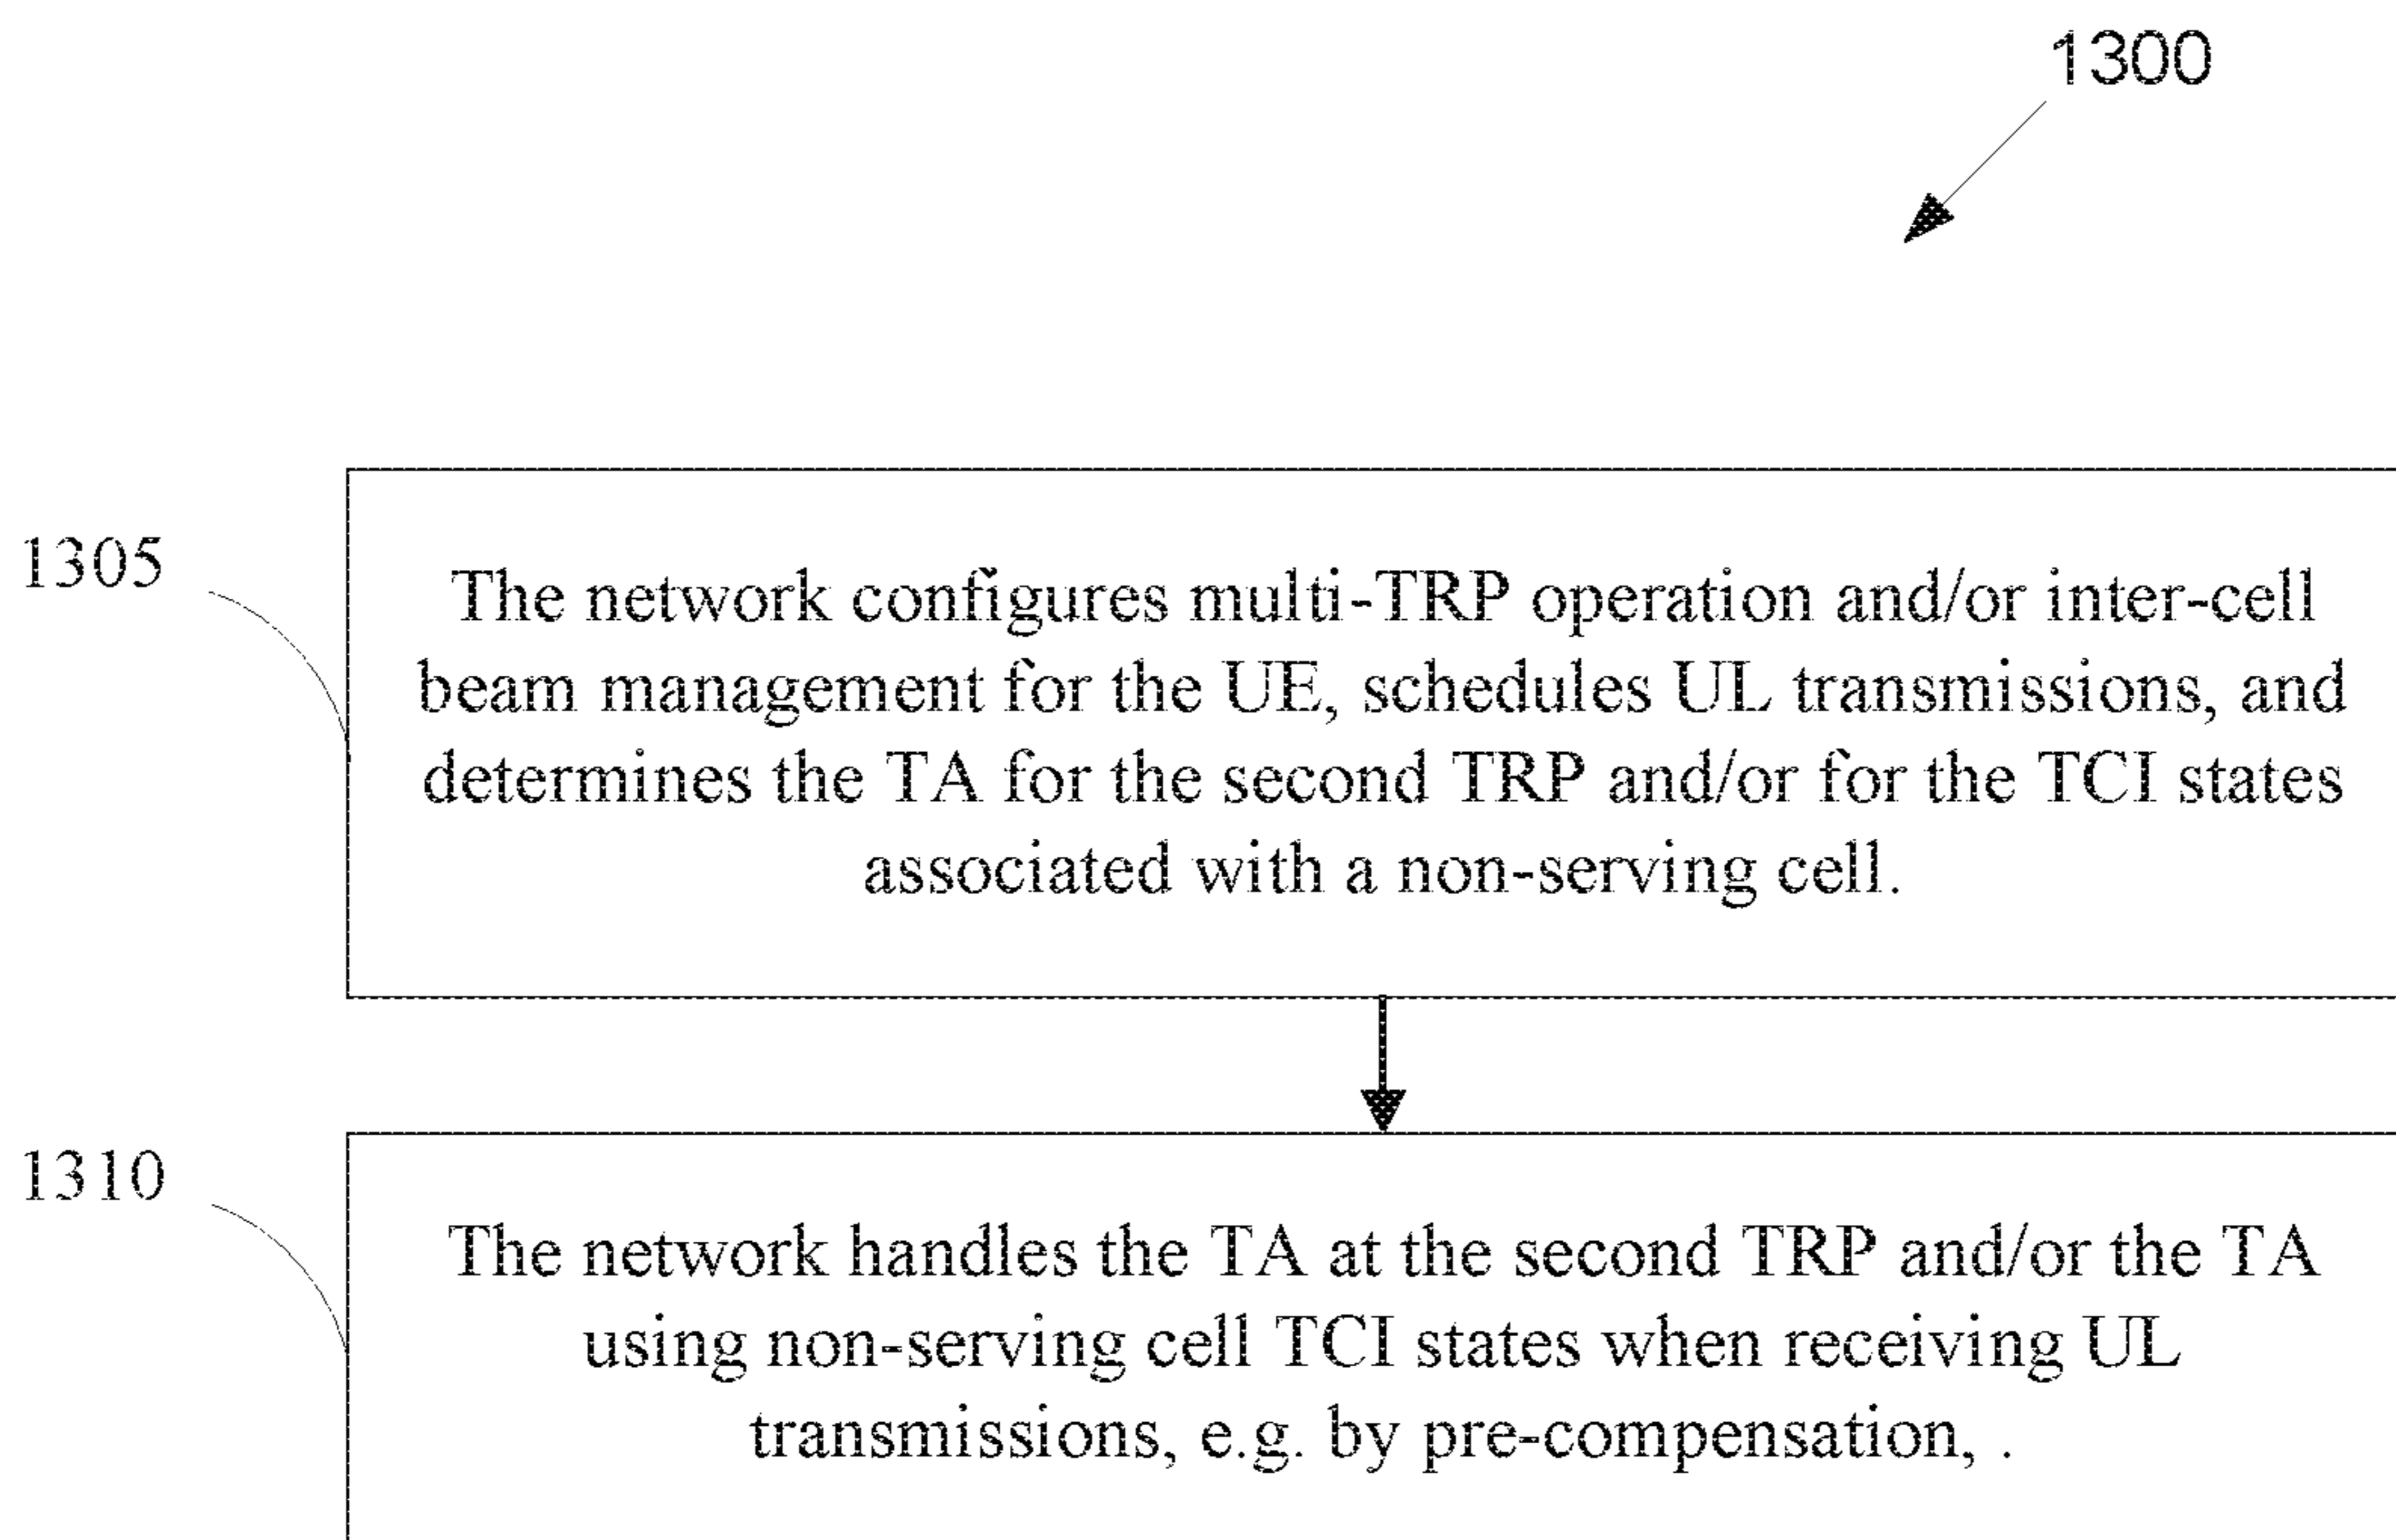 1300
1305
The network configures multi-TRP operation and/or inter-cell
beam management for the UE, schedules UL transmissions, and
determines the TA for the second TRP and/or for the TCI states
associated with a non-serving cell.
1310
The network handles the TA at the second TRP and/or the TA
using non-serving cell TCI states when receiving UL
transmissions, e.g. by pre-compensation, .